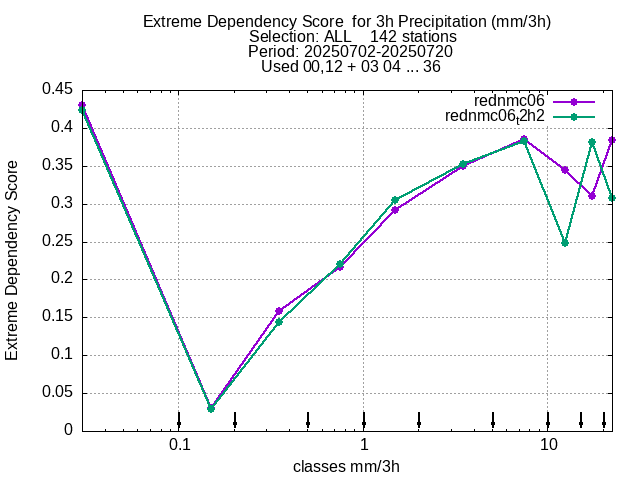 Extreme Dependency Score  for 3h Precipitation (mm/3h)
Selection: ALL    142 stations
Period: 20250702-20250720
Used 00,12 + 03 04 ... 36
rednmc06
rednmc06,2h2
0.45
0.4
0.35
0.3
0.25
0.2
0.15
0.1
0.05
0
Extreme Dependency Score
0.1
1
10
classes mm/3h